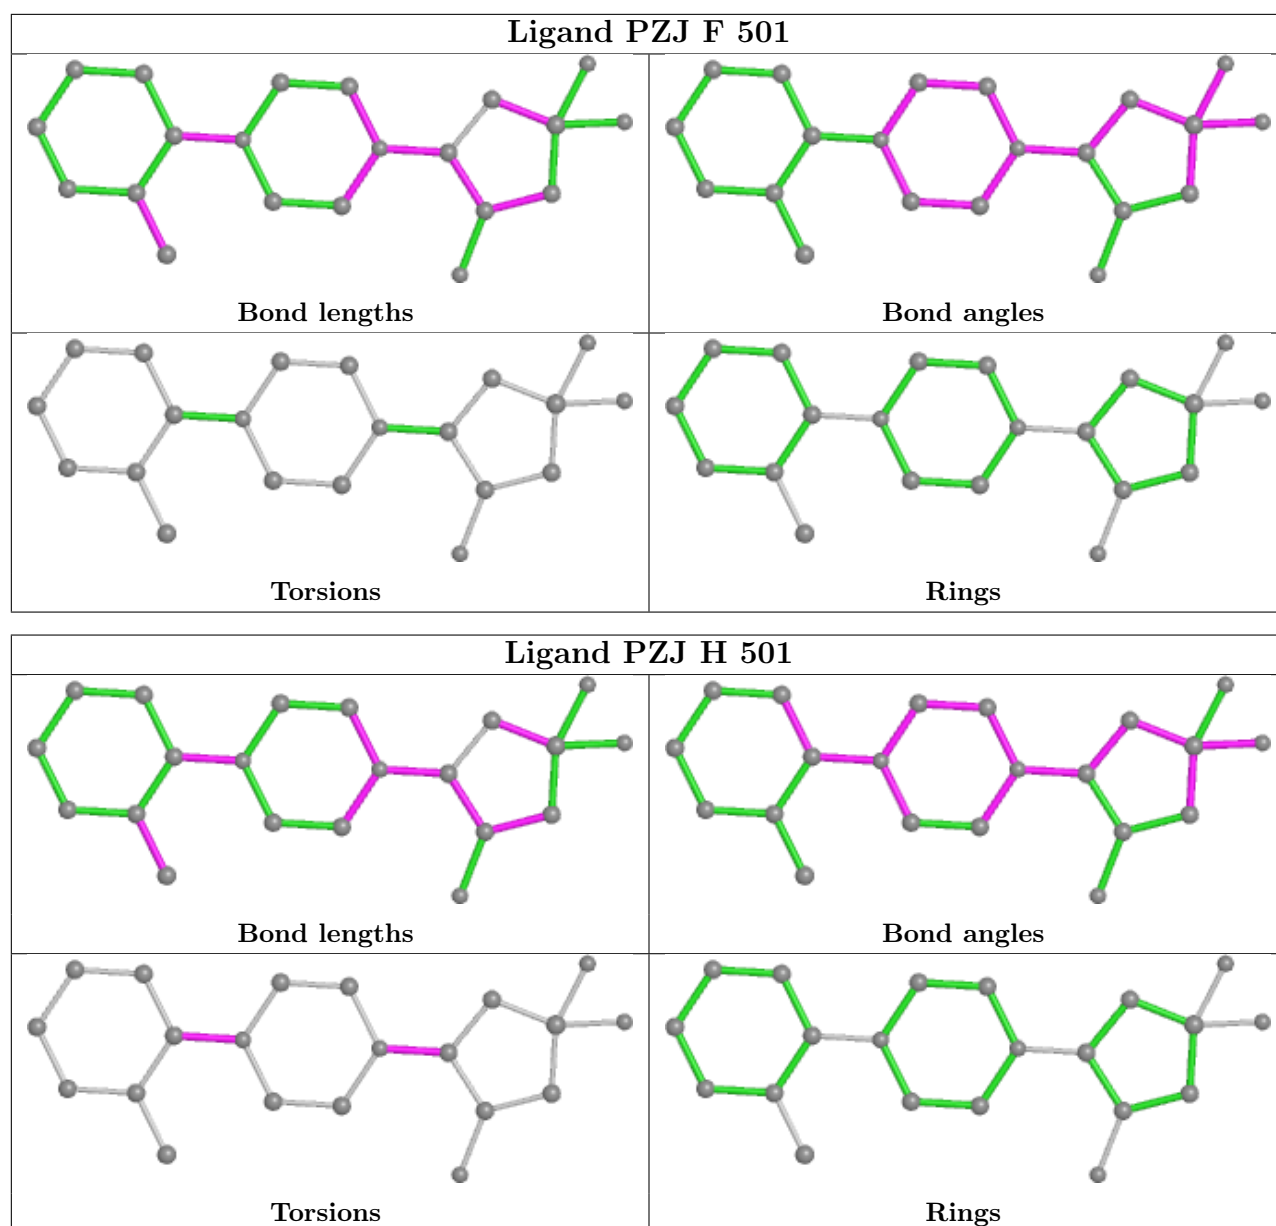 Ligand PZJ F 501
Bond lengths
Bond angles
Torsions
Rings
Ligand PZJ H 501
Bond lengths
Bond angles
Torsions
Rings